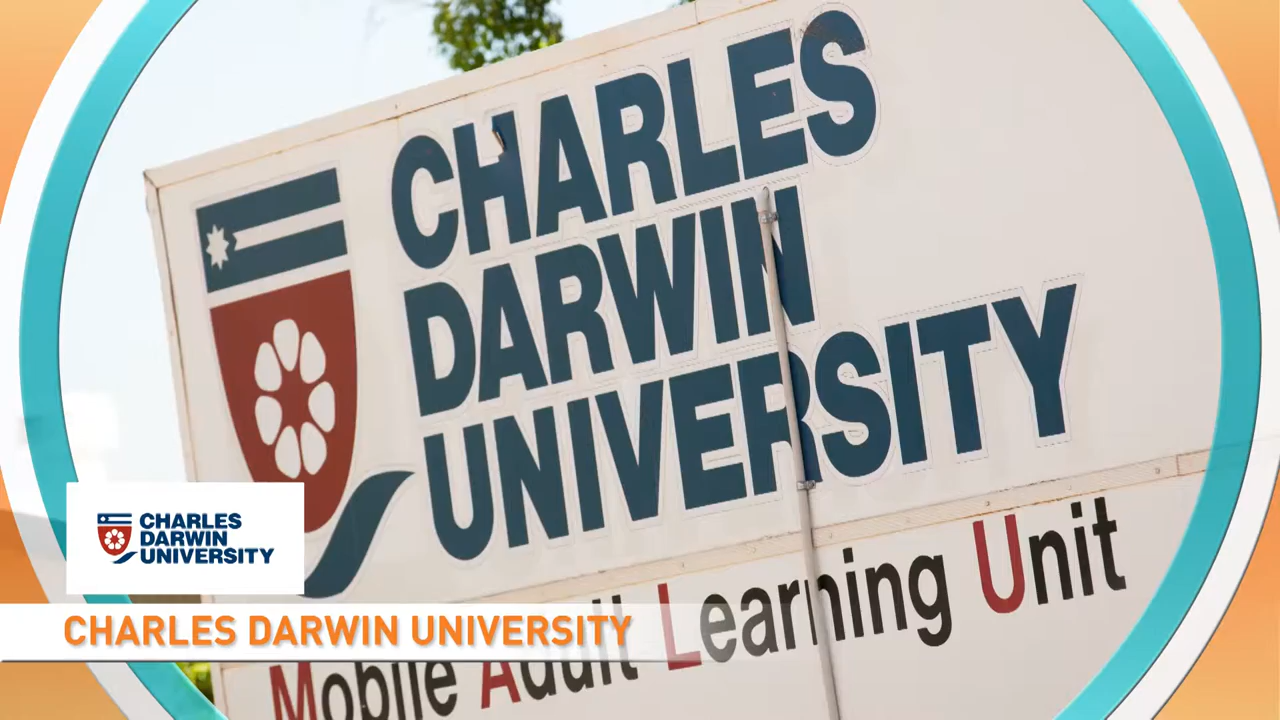 CHARLES
DARWIN
UNIVERSITY
Mobile Adult Learning Unit
CHARLES
DARWIN
UNIVERSITY
CHARLES DARWIN UNIVERSITY